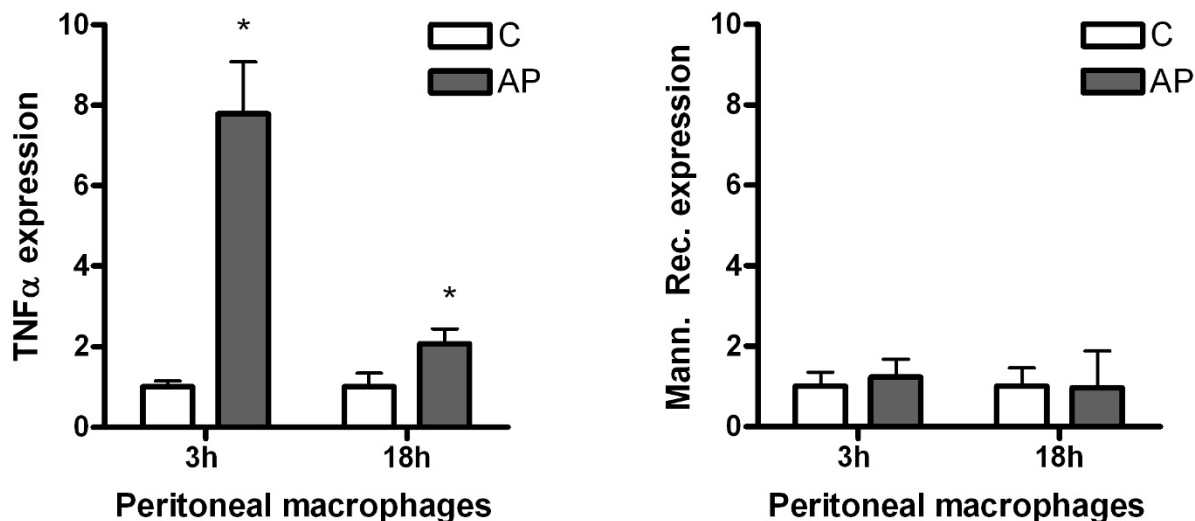 TNFα expression
10
8
6
4
2
0
*
*
C
AP
3h
18h
Peritoneal macrophages
Mann. Rec. expression
10
8
6
4
2
0
C
AP
3h
18h
Peritoneal macrophages